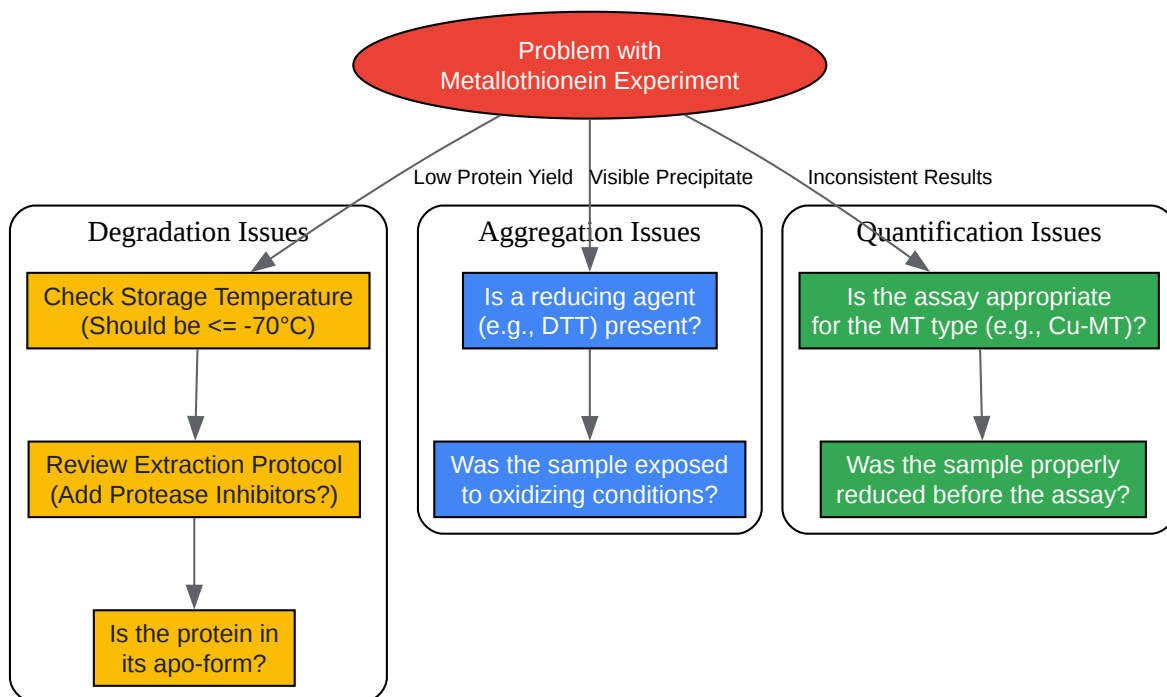 Problem with
Metallothionein Experiment
Low Protein Yield
Visible Precipitate
Inconsistent Results
Degradation Issues
Check Storage Temperature
(Should be <= -70°C)
Review Extraction Protocol
(Add Protease Inhibitors?)
Is the protein in
its apo-form?
Aggregation Issues
Is a reducing agent
(e.g., DTT) present?
Was the sample exposed
to oxidizing conditions?
Quantification Issues
Is the assay appropriate
for the MT type (e.g., Cu-MT)?
Was the sample properly
reduced before the assay?